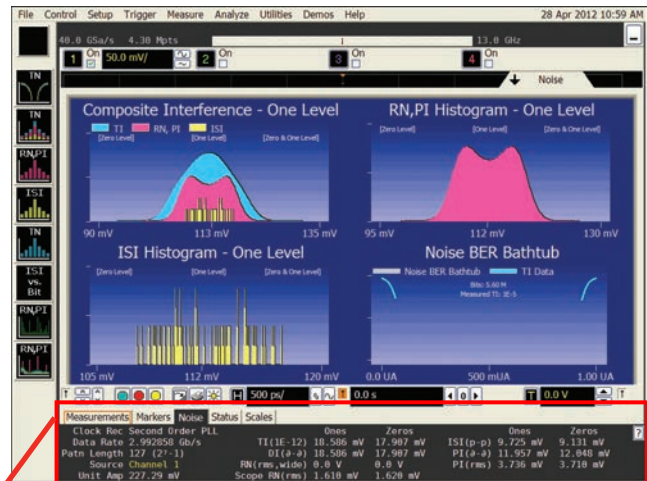 File Control Setup Trigger Measure Analyze Utilities Demos Help 28 Apr 2012 10:59 AM
40.0 GSa/s 4.30 Mpts 13.0 GHz
1 On 50.0 mV/ 2 On 3 On 4 On
Noise
TN
TN
RN,PI
ISI
TN
ISI vs. Bit
RN,PI
RN,PI
Composite Interference - One Level
TI RN, PI ISI
[Zero Level] [One Level] [Zero & One Level]
90 mV 113 mV 135 mV
RN,PI Histogram - One Level
[Zero Level] [One Level] [Zero & One Level]
95 mV 112 mV 130 mV
ISI Histogram - One Level
[Zero Level] [One Level] [Zero & One Level]
105 mV 112 mV 120 mV
Noise BER Bathtub
Noise BER Bathtub TI Data
Bits: 5.60 M
Measured TI: 1E-5
0.0 UA 500 mUA 1.00 UA
H 500 ps/ 0.0 s 0 T 0.0 V
Measurements Markers Noise Status Scales
Clock Rec Second Order PLL Ones Zeros Ones Zeros ?
Data Rate 2.992858 Gb/s TI(1E-12) 18.586 mV 17.907 mV ISI(p-p) 9.725 mV 9.131 mV
Patn Length 127 (2⁷-1) DI(∂-∂) 18.586 mV 17.907 mV PI(∂-∂) 11.957 mV 12.048 mV
Source Channel 1 RN(rms,wide) 0.0 V 0.0 V PI(rms) 3.736 mV 3.710 mV
Unit Amp 227.29 mV Scope RN(rms) 1.610 mV 1.620 mV